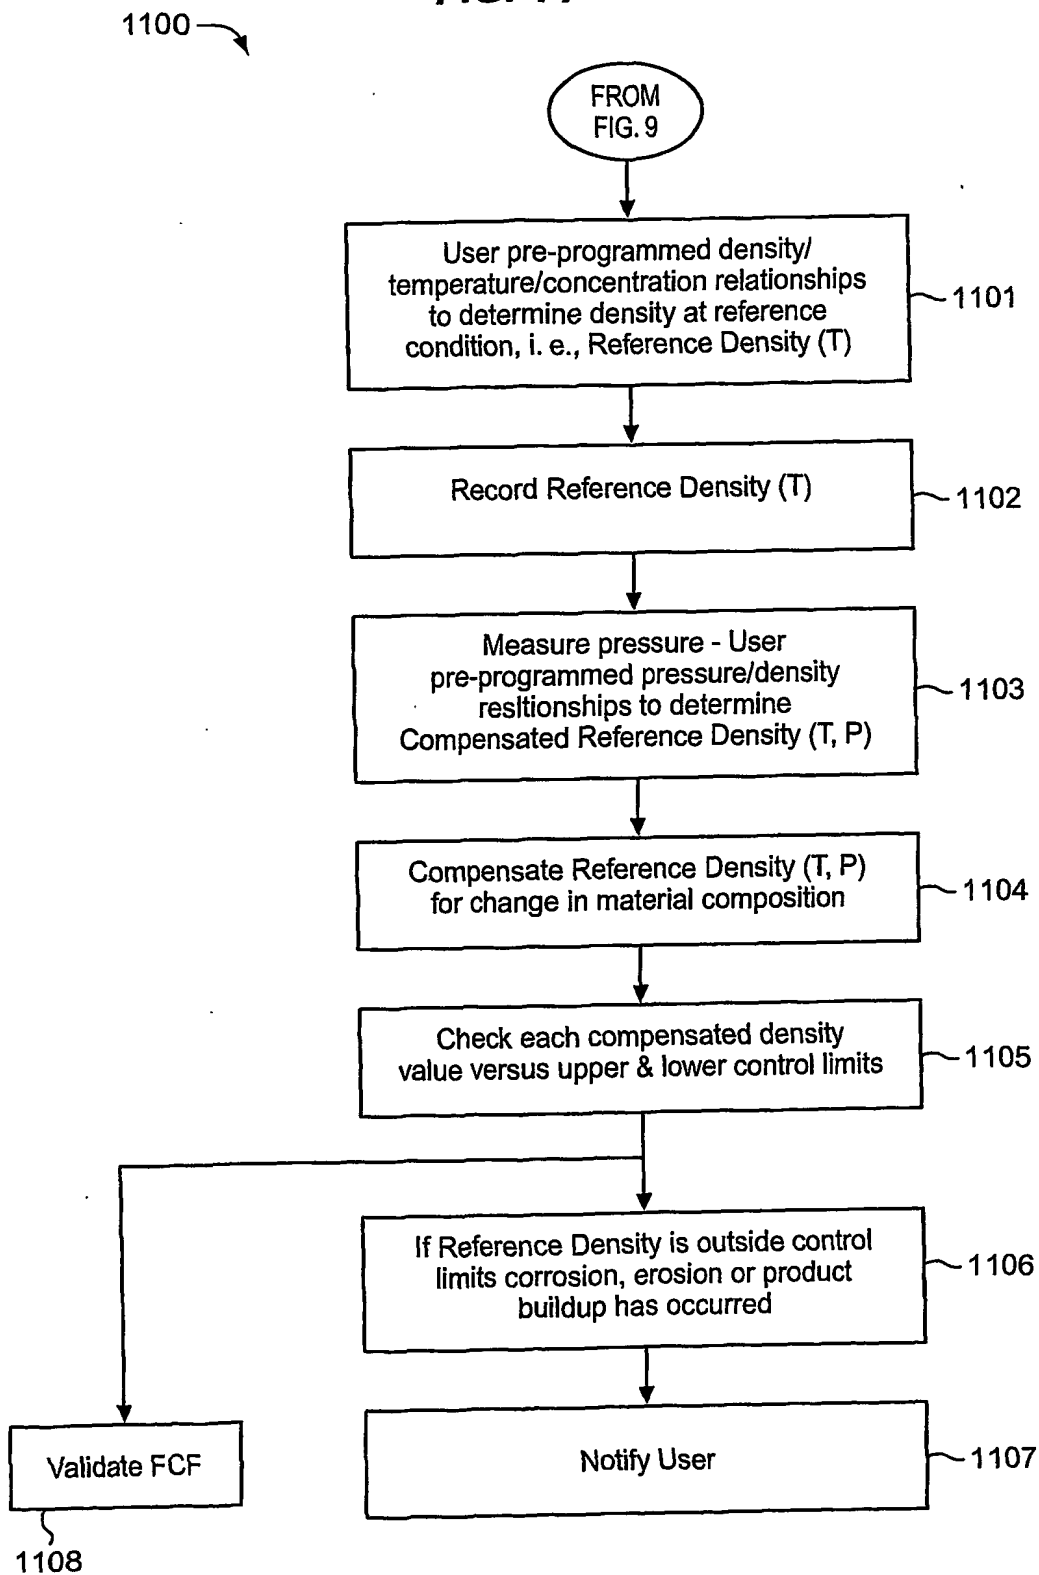 1100
FROM
FIG. 9
User pre-programmed density/
temperature/concentration relationships
to determine density at reference
condition, i. e., Reference Density (T)
1101
Record Reference Density (T)
1102
Measure pressure - User
pre-programmed pressure/density
resltionships to determine
Compensated Reference Density (T, P)
1103
Compensate Reference Density (T, P)
for change in material composition
1104
Check each compensated density
value versus upper & lower control limits
1105
If Reference Density is outside control
limits corrosion, erosion or product
buildup has occurred
1106
Notify User
1107
Validate FCF
1108